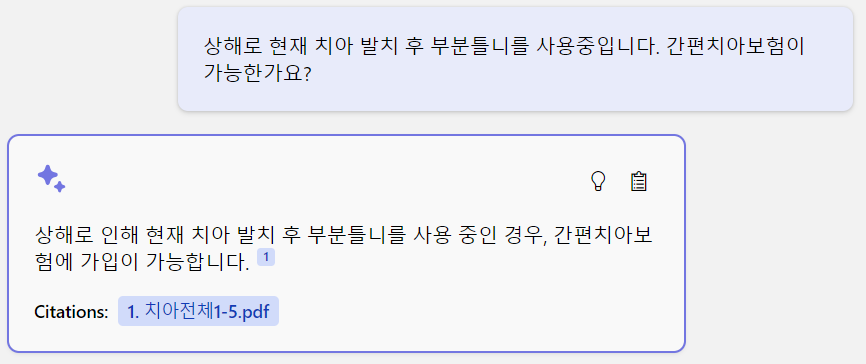 상해로 현재 치아 발치 후 부분틀니를 사용중입니다. 간편치아보험이
가능한가요?
상해로 인해 현재 치아 발치 후 부분틀니를 사용 중인 경우, 간편치아보
험에 가입이 가능합니다. 1
Citations: 1. 치아전체1-5.pdf